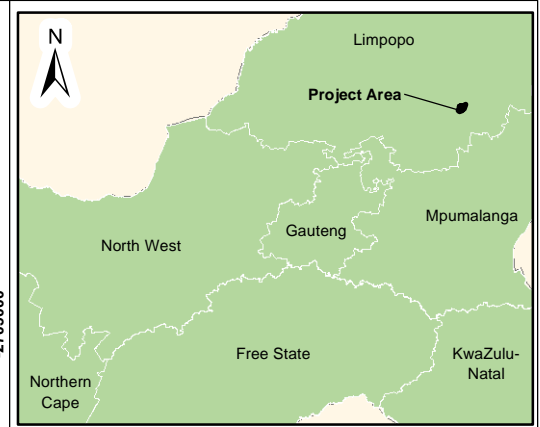 N
Limpopo
Project Area
Mpumalanga
Gauteng
North West
Free State
KwaZulu-
Natal
Northern
Cape